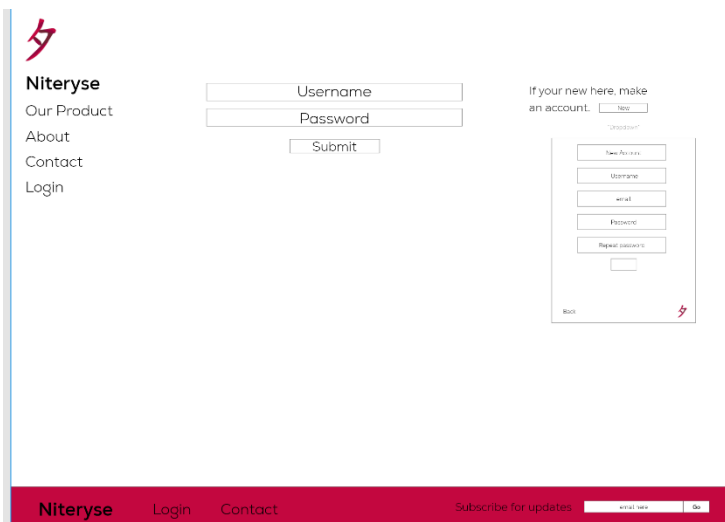 夕
Niteryse
Our Product
About
Contact
Login
Username
Password
Submit
If your new here, make
an account.
Now
"Dropdown"
New Account
Username
email
Password
Repeat password
Back
夕
Niteryse
Login
Contact
Subscribe for updates
email here
Go